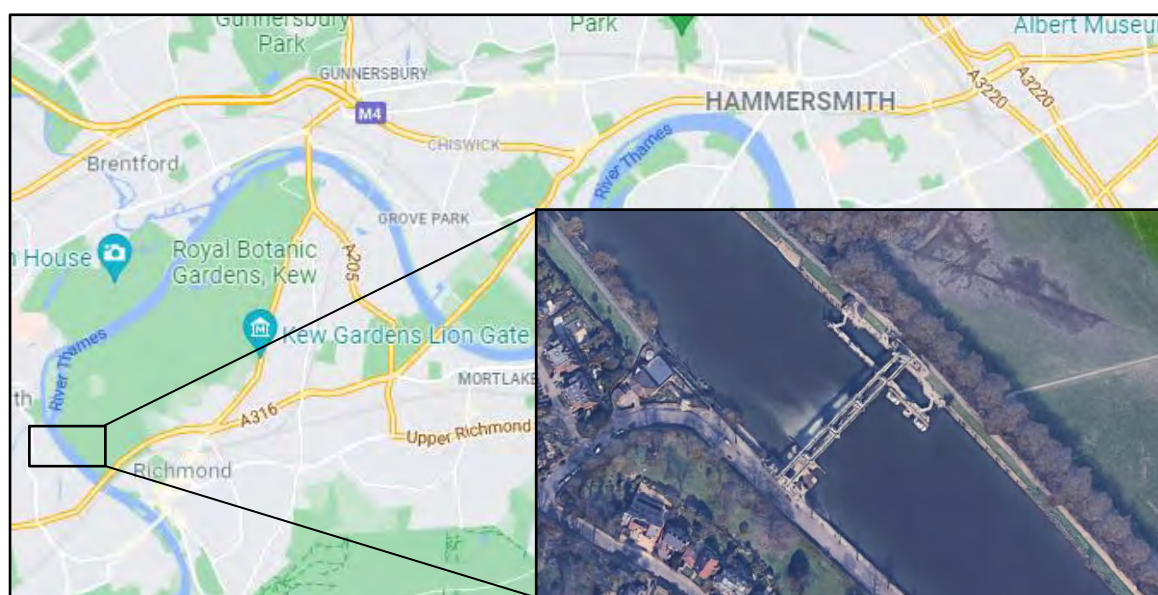 Gunnersbury
Park
Park
Albert Museu
GUNNERSBURY
M4
HAMMERSMITH
A3220
A3220
CHISWICK
Brentford
River Thames
GROVE PARK
House
Royal Botanic
Gardens, Kew
A205
Kew Gardens Lion Gate
River Thames
MORTLAKE
A316
Upper Richmond
Richmond